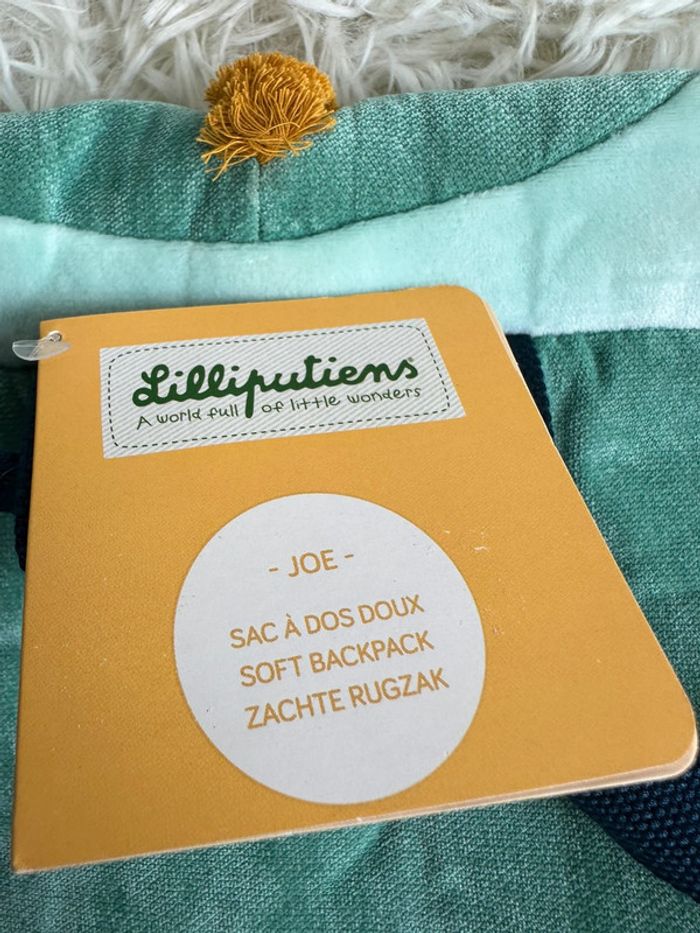 Lilliputiens®
A world full of little wonders
- JOE -
SAC À DOS DOUX
SOFT BACKPACK
ZACHTE RUGZAK